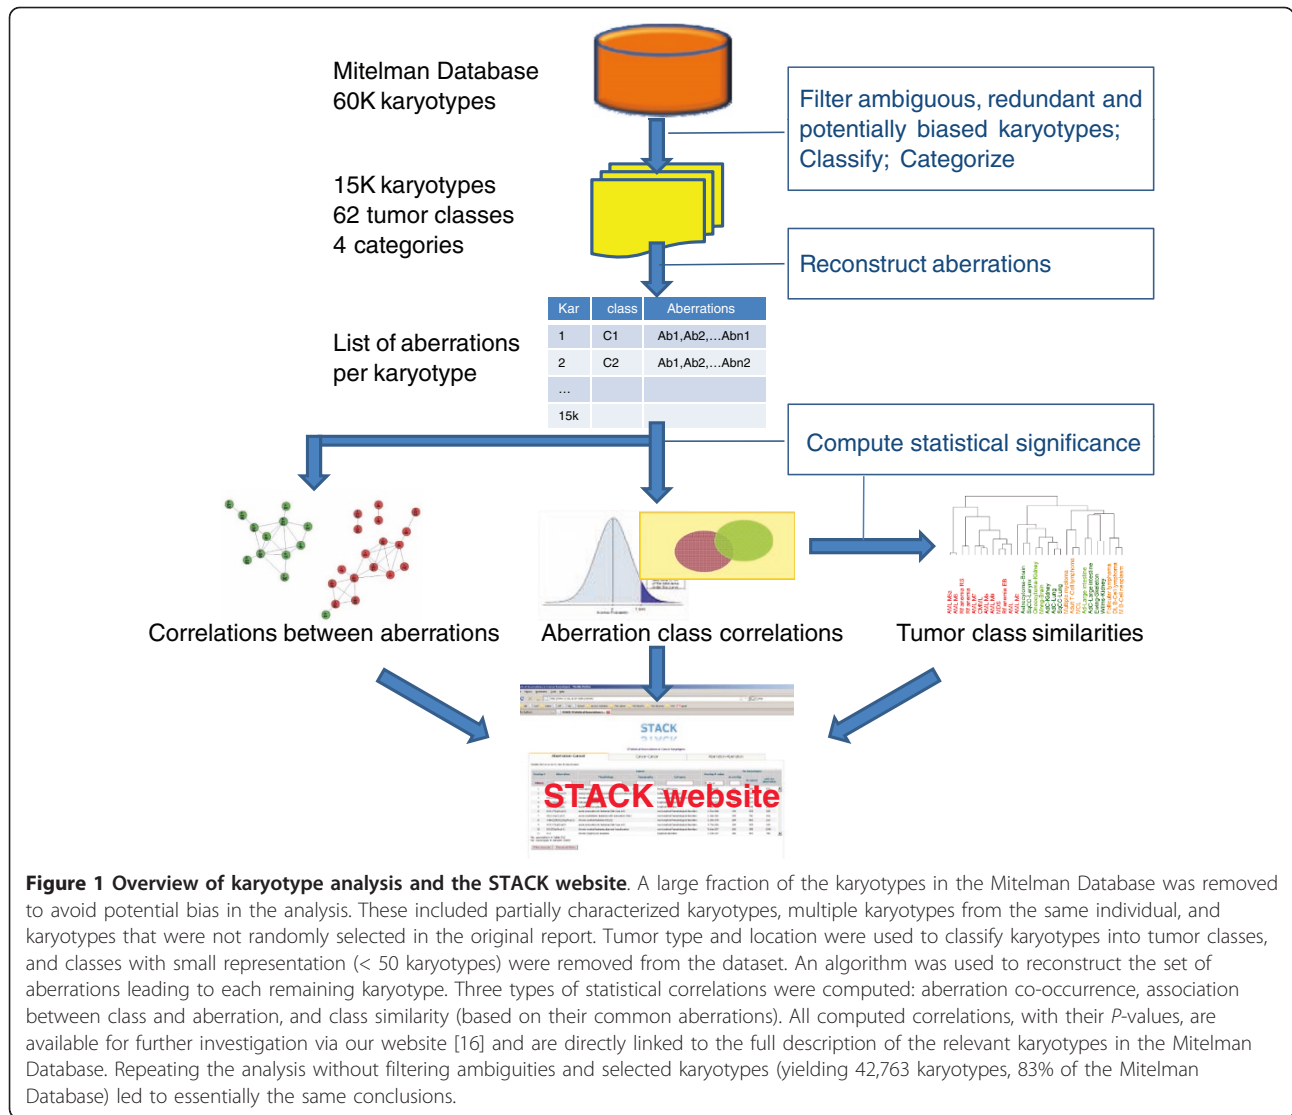 Mitelman Database
60K karyotypes
Filter ambiguous, redundant and
potentially biased karyotypes;
Classify; Categorize
15K karyotypes
62 tumor classes
4 categories
Reconstruct aberrations
Kar class Aberrations
1 C1 Ab1,Ab2,...Abn1
2 C2 Ab1,Ab2,...Abn2
...
15k
List of aberrations
per karyotype
Compute statistical significance
Correlations between aberrations
Aberration class correlations
Tumor class similarities
STACK
STACK website
Figure 1 Overview of karyotype analysis and the STACK website. A large fraction of the karyotypes in the Mitelman Database was removed
to avoid potential bias in the analysis. These included partially characterized karyotypes, multiple karyotypes from the same individual, and
karyotypes that were not randomly selected in the original report. Tumor type and location were used to classify karyotypes into tumor classes,
and classes with small representation (< 50 karyotypes) were removed from the dataset. An algorithm was used to reconstruct the set of
aberrations leading to each remaining karyotype. Three types of statistical correlations were computed: aberration co-occurrence, association
between class and aberration, and class similarity (based on their common aberrations). All computed correlations, with their P-values, are
available for further investigation via our website [16] and are directly linked to the full description of the relevant karyotypes in the Mitelman
Database. Repeating the analysis without filtering ambiguities and selected karyotypes (yielding 42,763 karyotypes, 83% of the Mitelman
Database) led to essentially the same conclusions.